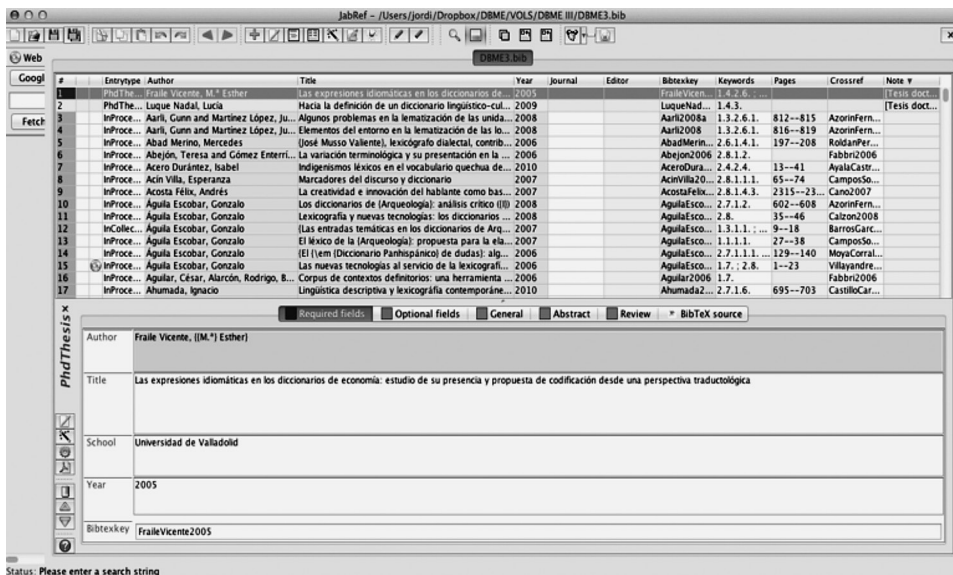 JabRef – /Users/jordi/Dropbox/DBME/VOLS/DBME III/DBME3.bib
Web
DBME3.bib
Googl
Fetch
# Entrytype Author Title Year Journal Editor Bibtexkey Keywords Pages Crossref Note
1 PhdThe... Fraile Vicente, M.ª Esther Las expresiones idiomáticas en los diccionarios de... 2005 FraileVicen... 1.4.2.6. ; ... [Tesis doct...
2 PhdThe... Luque Nadal, Lucía Hacia la definición de un diccionario lingüístico-cul... 2009 LuqueNad... 1.4.3. [Tesis doct...
3 InProce... Aarli, Gunn and Martínez López, Ju... Algunos problemas en la lematización de las unida... 2008 Aarli2008a 1.3.2.6.1. 812--815 AzorinFern...
4 InProce... Aarli, Gunn and Martínez López, Ju... Elementos del entorno en la lematización de las lo... 2008 Aarli2008 1.3.2.6.1. 816--819 AzorinFern...
5 InProce... Abad Merino, Mercedes {José Musso Valiente}, lexicógrafo dialectal, contrib... 2006 AbadMerin... 2.6.1.4.1. 197--208 RoldanPer...
6 InProce... Abejón, Teresa and Gómez Enterrí... La variación terminológica y su presentación en la ... 2006 Abejon2006 2.8.1.2. Fabbri2006
7 InProce... Acero Durántez, Isabel Indigenismos léxicos en el vocabulario quechua de... 2010 AceroDura... 2.4.2.4. 13--41 AyalaCastr...
8 InProce... Acín Villa, Esperanza Marcadores del discurso y diccionario 2007 AcinVilla20... 2.8.1.1.1. 65--74 CamposSo...
9 InProce... Acosta Félix, Andrés La creatividad e innovación del hablante como bas... 2007 AcostaFelix... 2.8.1.4.3. 2315--23... Cano2007
10 InProce... Águila Escobar, Gonzalo Los diccionarios de {Arqueología}: análisis crítico ({I}) 2008 AguilaEsco... 2.7.1.2. 602--608 AzorinFern...
11 InProce... Águila Escobar, Gonzalo Lexicografía y nuevas tecnologías: los diccionarios ... 2008 AguilaEsco... 2.8. 35--46 Calzon2008
12 InCollec... Águila Escobar, Gonzalo {Las entradas temáticas en los diccionarios de Arq... 2007 AguilaEsco... 1.3.1.1. ; ... 9--18 BarrosGarc...
13 InProce... Águila Escobar, Gonzalo El léxico de la {Arqueología}: propuesta para la ela... 2007 AguilaEsco... 1.1.1.1. 27--38 CamposSo...
14 InProce... Águila Escobar, Gonzalo {El {\em {Diccionario Panhispánico} de dudas}: alg... 2006 AguilaEsco... 2.7.1.1.1. ... 129--140 MoyaCorral...
15 InProce... Águila Escobar, Gonzalo Las nuevas tecnologías al servicio de la lexicografí... 2006 AguilaEsco... 1.7. ; 2.8. 1--23 Villayandre...
16 InProce... Aguilar, César, Alarcón, Rodrigo, B... Corpus de contextos definitorios: una herramienta ... 2006 Aguilar2006 1.7. Fabbri2006
17 InProce... Ahumada, Ignacio Lingüística descriptiva y lexicográfía contemporáne... 2010 Ahumada2... 2.7.1.6. 695--703 CastilloCar...
PhdThesis
Required fields Optional fields General Abstract Review BibTeX source
Author Fraile Vicente, {{M.ª} Esther}
Title Las expresiones idiomáticas en los diccionarios de economía: estudio de su presencia y propuesta de codificación desde una perspectiva traductológica
School Universidad de Valladolid
Year 2005
Bibtexkey FraileVicente2005
Status: Please enter a search string